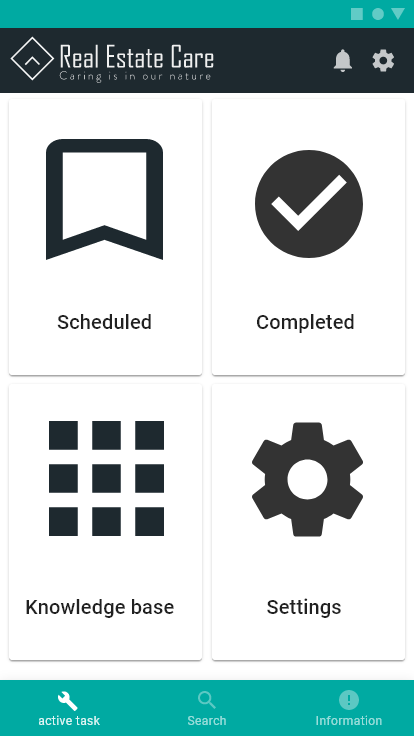 Real Estate Care
Caring is in our nature
Scheduled
Completed
Knowledge base
Settings
active task
Search
Information